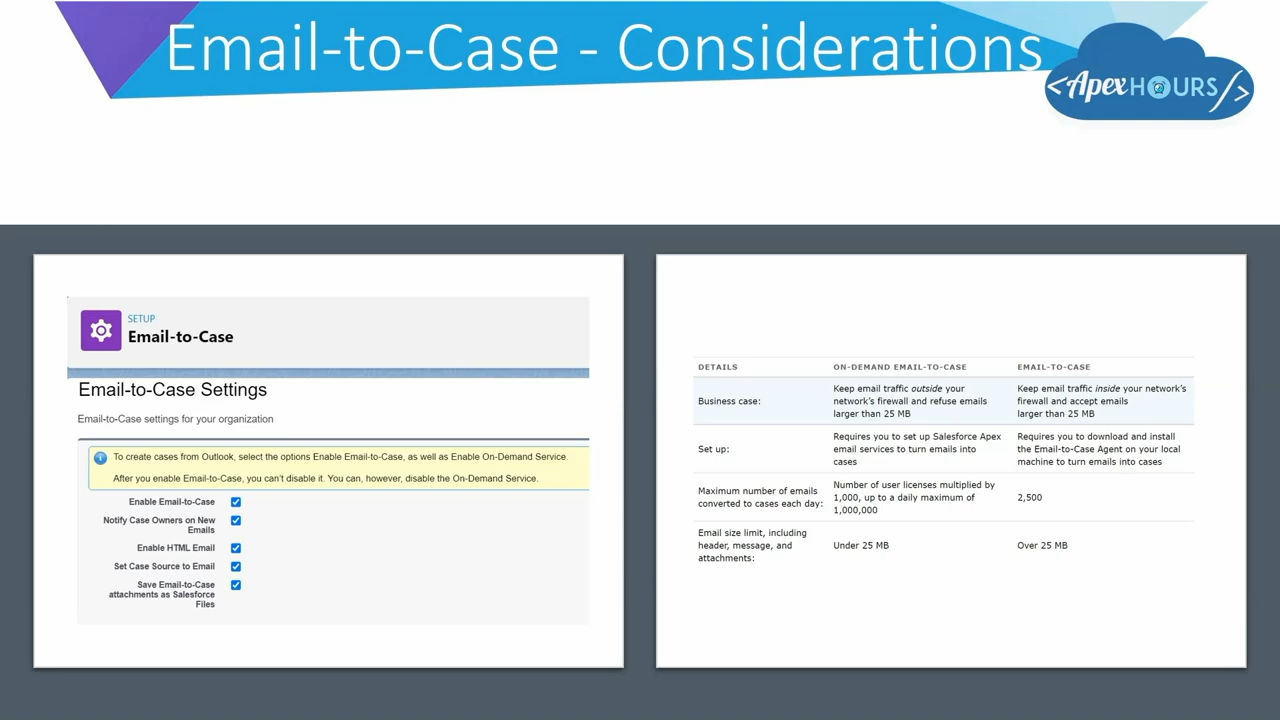 Email-to-Case - Considerations
<ApexHOURS/>
SETUP
Email-to-Case
Email-to-Case Settings
Email-to-Case settings for your organization
To create cases from Outlook, select the options Enable Email-to-Case, as well as Enable On-Demand Service.
After you enable Email-to-Case, you can't disable it. You can, however, disable the On-Demand Service.
Enable Email-to-Case
Notify Case Owners on New
Emails
Enable HTML Email
Set Case Source to Email
Save Email-to-Case
attachments as Salesforce
Files
DETAILS ON-DEMAND EMAIL-TO-CASE EMAIL-TO-CASE
Business case:
Keep email traffic outside your
network's firewall and refuse emails
larger than 25 MB
Keep email traffic inside your network's
firewall and accept emails
larger than 25 MB
Set up:
Requires you to set up Salesforce Apex
email services to turn emails into
cases
Requires you to download and install
the Email-to-Case Agent on your local
machine to turn emails into cases
Maximum number of emails
converted to cases each day:
Number of user licenses multiplied by
1,000, up to a daily maximum of
1,000,000
2,500
Email size limit, including
header, message, and
attachments:
Under 25 MB
Over 25 MB